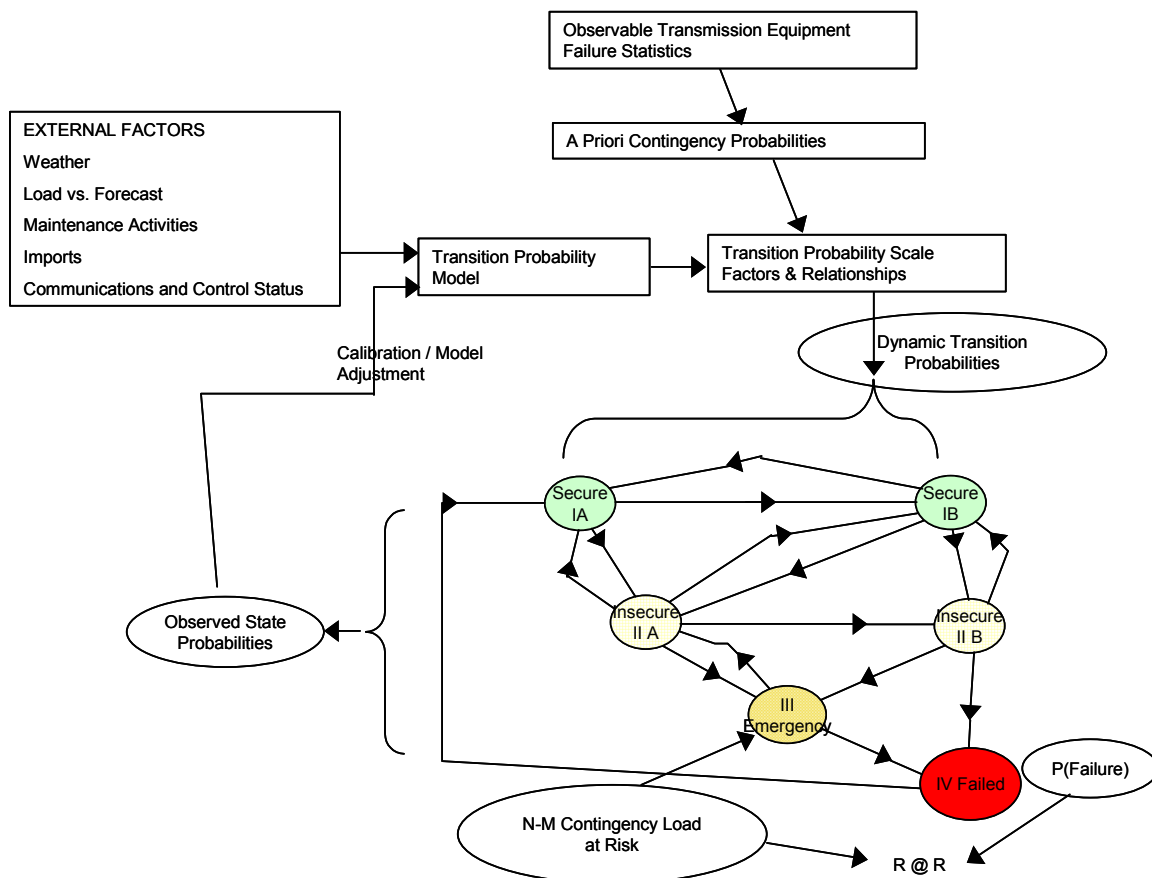 Observable Transmission Equipment
Failure Statistics
EXTERNAL FACTORS
Weather
Load vs. Forecast
Maintenance Activities
Imports
Communications and Control Status
A Priori Contingency Probabilities
Transition Probability
Model
Transition Probability Scale
Factors & Relationships
Calibration / Model
Adjustment
Dynamic Transition
Probabilities
Secure
IA
Secure
IB
Observed State
Probabilities
Insecure
II A
Insecure
II B
III
Emergency
IV Failed
P(Failure)
N-M Contingency Load
at Risk
R @ R